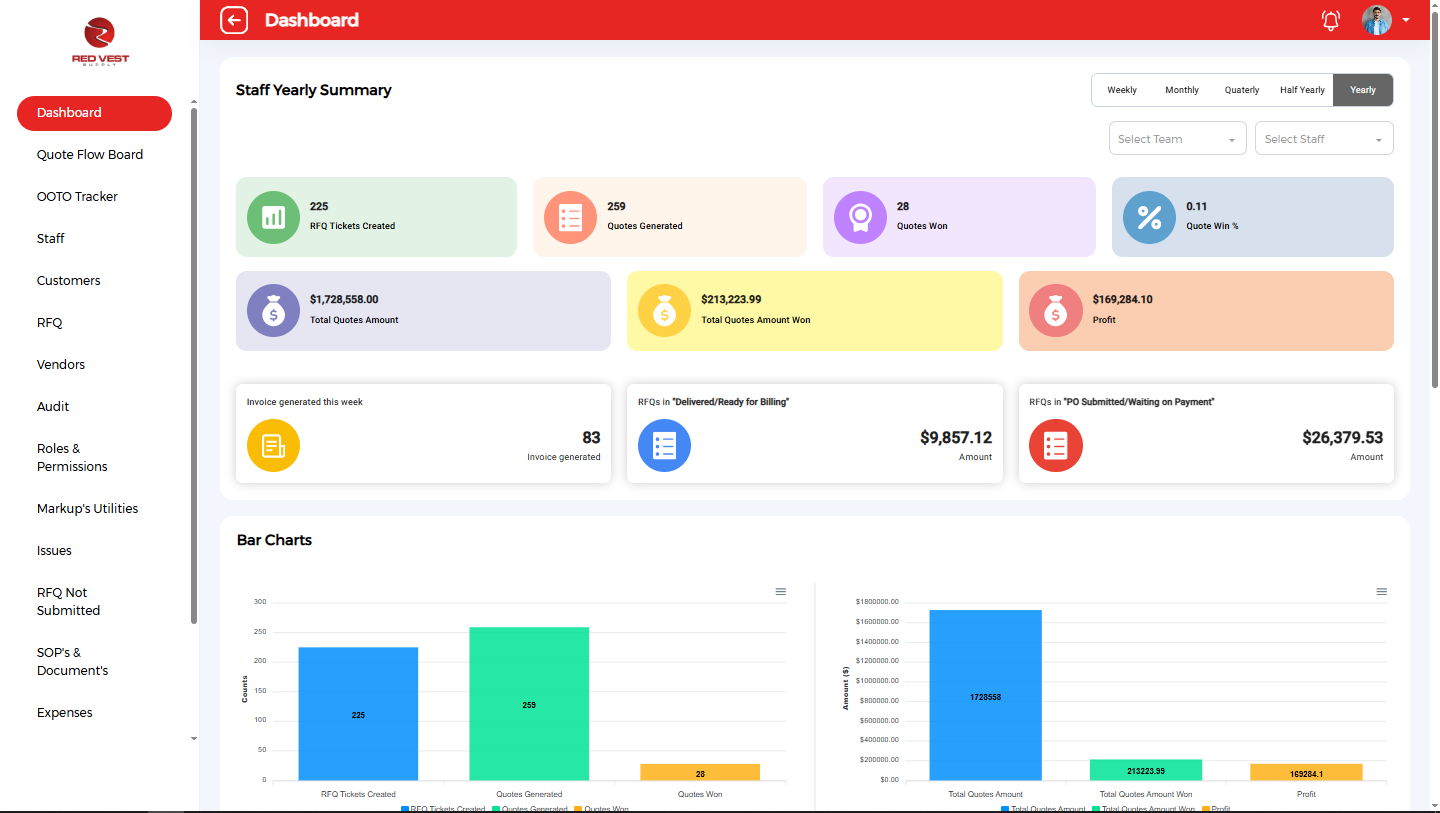 RED VEST
SUPPLY
Dashboard
Quote Flow Board
OOTO Tracker
Staff
Customers
RFQ
Vendors
Audit
Roles &
Permissions
Markup's Utilities
Issues
RFQ Not
Submitted
SOP's &
Document's
Expenses
Dashboard
Staff Yearly Summary
Weekly Monthly Quaterly Half Yearly Yearly
Select Team Select Staff
225
RFQ Tickets Created
259
Quotes Generated
28
Quotes Won
0.11
Quote Win %
$1,728,558.00
Total Quotes Amount
$213,223.99
Total Quotes Amount Won
$169,284.10
Profit
Invoice generated this week
83
Invoice generated
RFQs in "Delivered/Ready for Billing"
$9,857.12
Amount
RFQs in "PO Submitted/Waiting on Payment"
$26,379.53
Amount
Bar Charts
Counts
300
250
200
150
100
50
0
225
259
28
RFQ Tickets Created Quotes Generated Quotes Won
RFQ Tickets Created Quotes Generated Quotes Won
Amount ($)
$1800000.00
$1600000.00
$1400000.00
$1200000.00
$1000000.00
$800000.00
$600000.00
$400000.00
$200000.00
$0.00
1728558
213223.99
169284.1
Total Quotes Amount Total Quotes Amount Won Profit
Total Quotes Amount Total Quotes Amount Won Profit